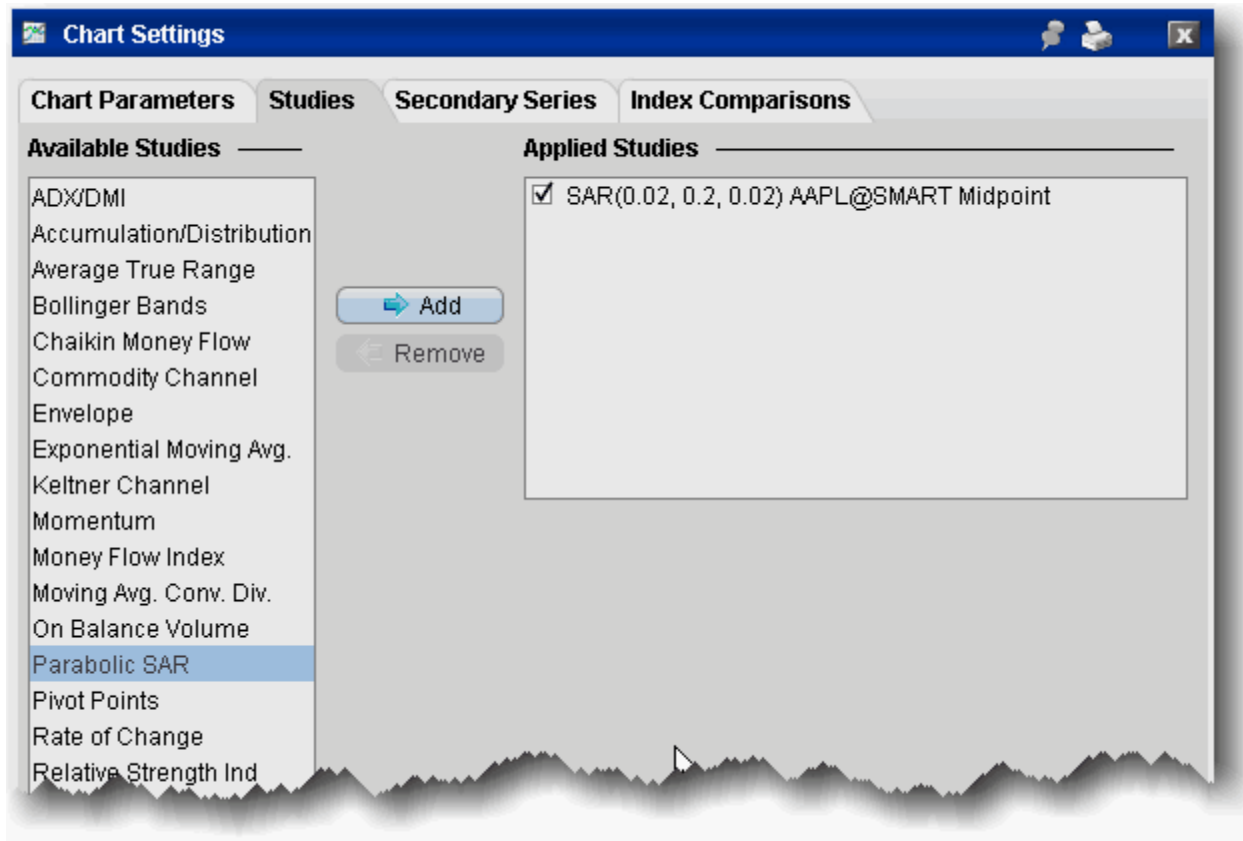 Chart Settings
Chart Parameters
Studies
Secondary Series
Index Comparisons
Available Studies
ADX/DMI
Accumulation/Distribution
Average True Range
Bollinger Bands
Chaikin Money Flow
Commodity Channel
Envelope
Exponential Moving Avg.
Keltner Channel
Momentum
Money Flow Index
Moving Avg. Conv. Div.
On Balance Volume
Parabolic SAR
Pivot Points
Rate of Change
Relative Strength Ind
Add
Remove
Applied Studies
SAR(0.02, 0.2, 0.02) AAPL@SMART Midpoint